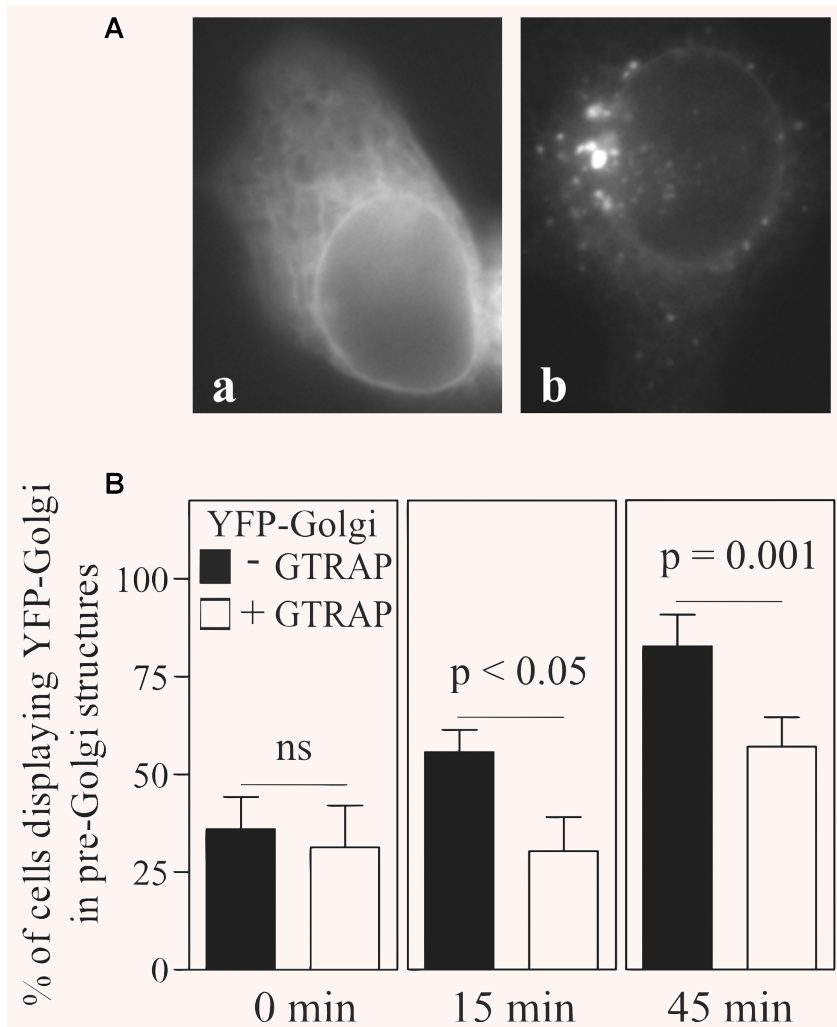 A
a
b
B
% of cells displaying YFP-Golgi
in pre-Golgi structures
YFP-Golgi
- GTRAP
+ GTRAP
100
75
50
25
0
ns
p < 0.05
p = 0.001
0 min
15 min
45 min